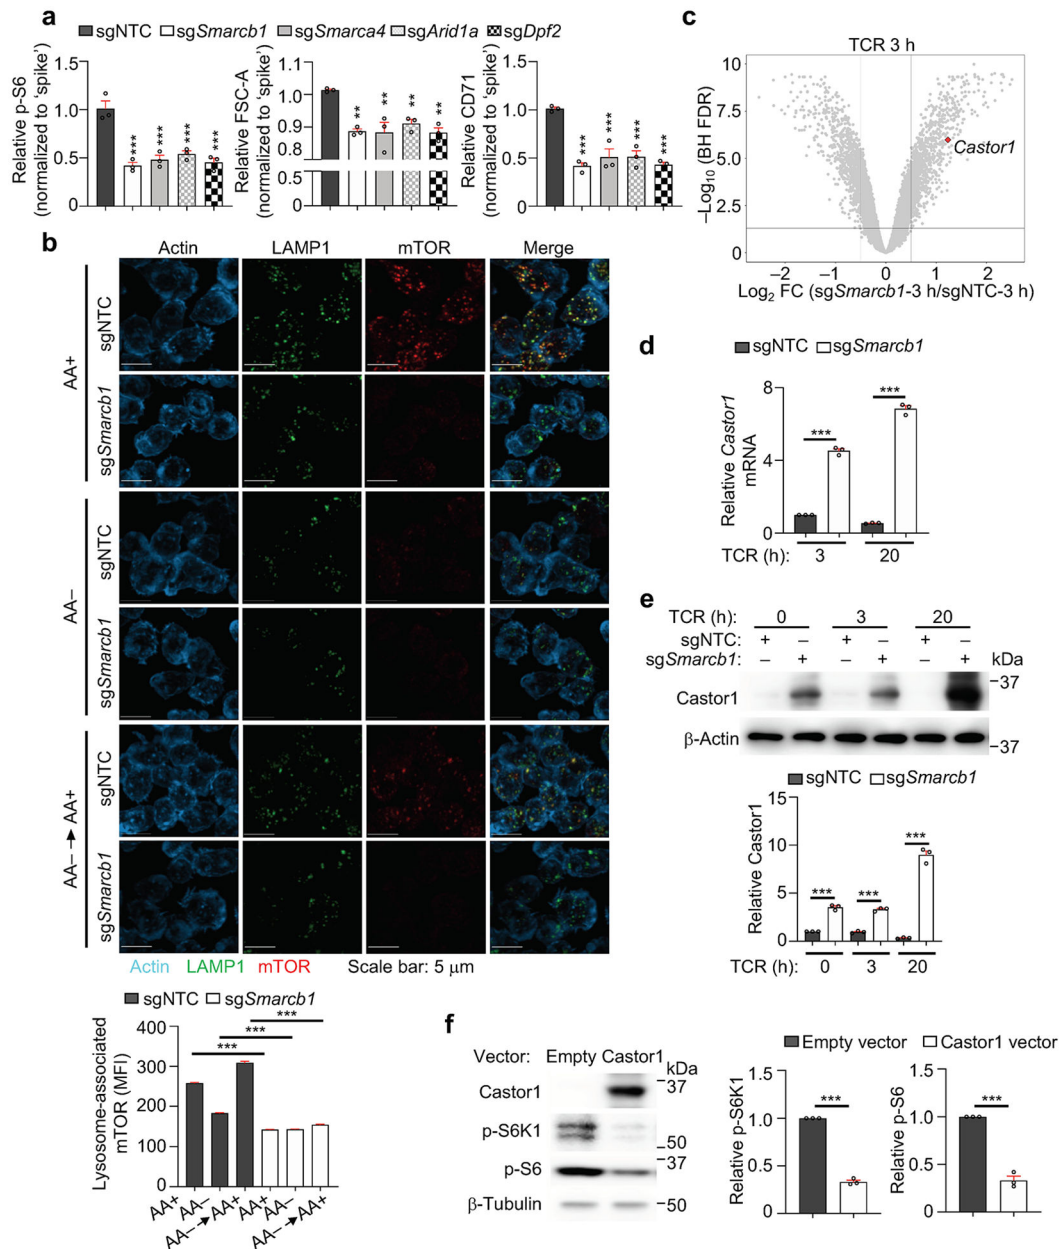 a
sgNTC sgSmarcb1 sgSmarca4 sgArid1a sgDpf2
Relative p-S6
(normalized to ‘spike’)
1.5
1.0
0.5
0
*** *** *** ***
Relative FSC-A
(normalized to ‘spike’)
1.1
1.0
0.9
0.8
0.5
0
** ** ** **
Relative CD71
(normalized to ‘spike’)
1.5
1.0
0.5
0
*** *** *** ***
b
Actin LAMP1 mTOR Merge
AA+
sgNTC
sgSmarcb1
AA–
sgNTC
sgSmarcb1
AA– → AA+
sgNTC
sgSmarcb1
Actin LAMP1 mTOR Scale bar: 5 μm
sgNTC sgSmarcb1
Lysosome-associated
mTOR (MFI)
400
300
200
100
0
***
***
***
AA+ AA– AA– → AA+ AA+ AA– AA– → AA+
c
TCR 3 h
–Log10 (BH FDR)
10.0
7.5
5.0
2.5
0
Castor1
–2 –1 0 1 2
Log2 FC (sgSmarcb1-3 h/sgNTC-3 h)
d
sgNTC sgSmarcb1
Relative Castor1
mRNA
8
4
0
*** ***
TCR (h): 3 20
e
TCR (h): 0 3 20
sgNTC: + – + – + –
sgSmarcb1: – + – + – + kDa
Castor1 37
β-Actin 37
sgNTC sgSmarcb1
Relative Castor1
15
10
5
0
*** *** ***
TCR (h): 0 3 20
f
Vector: Empty Castor1 kDa
Castor1 37
p-S6K1 50
p-S6 37
β-Tubulin 50
Empty vector Castor1 vector
Relative p-S6K1
1.5
1.0
0.5
0
***
Relative p-S6
1.5
1.0
0.5
0
***